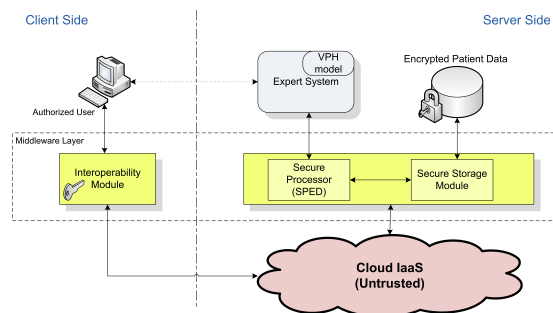 Client Side
Server Side
VPH
model
Expert System
Encrypted Patient Data
Authorized User
Middleware Layer
Interoperability
Module
Secure
Processor
(SPED)
Secure Storage
Module
Cloud IaaS
(Untrusted)